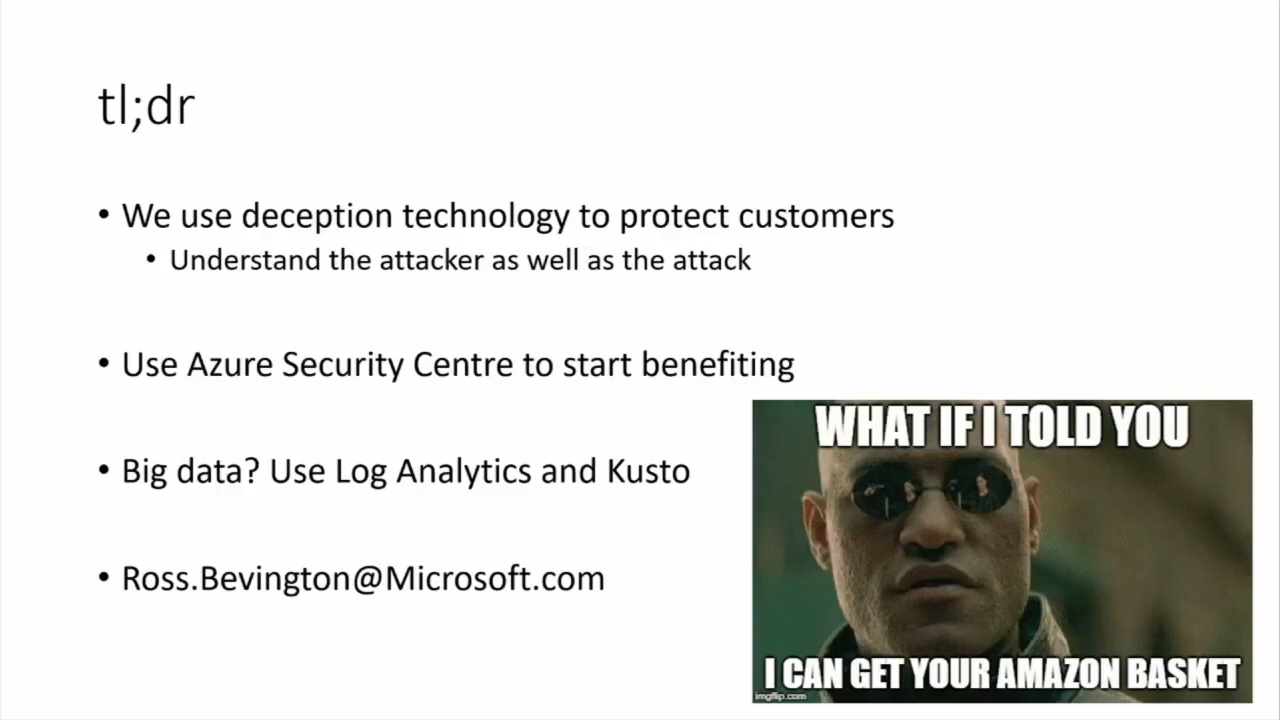 tl;dr
• We use deception technology to protect customers
• Understand the attacker as well as the attack
• Use Azure Security Centre to start benefiting
• Big data? Use Log Analytics and Kusto
• Ross.Bevington@Microsoft.com
WHAT IF I TOLD YOU
I CAN GET YOUR AMAZON BASKET
imgflip.com